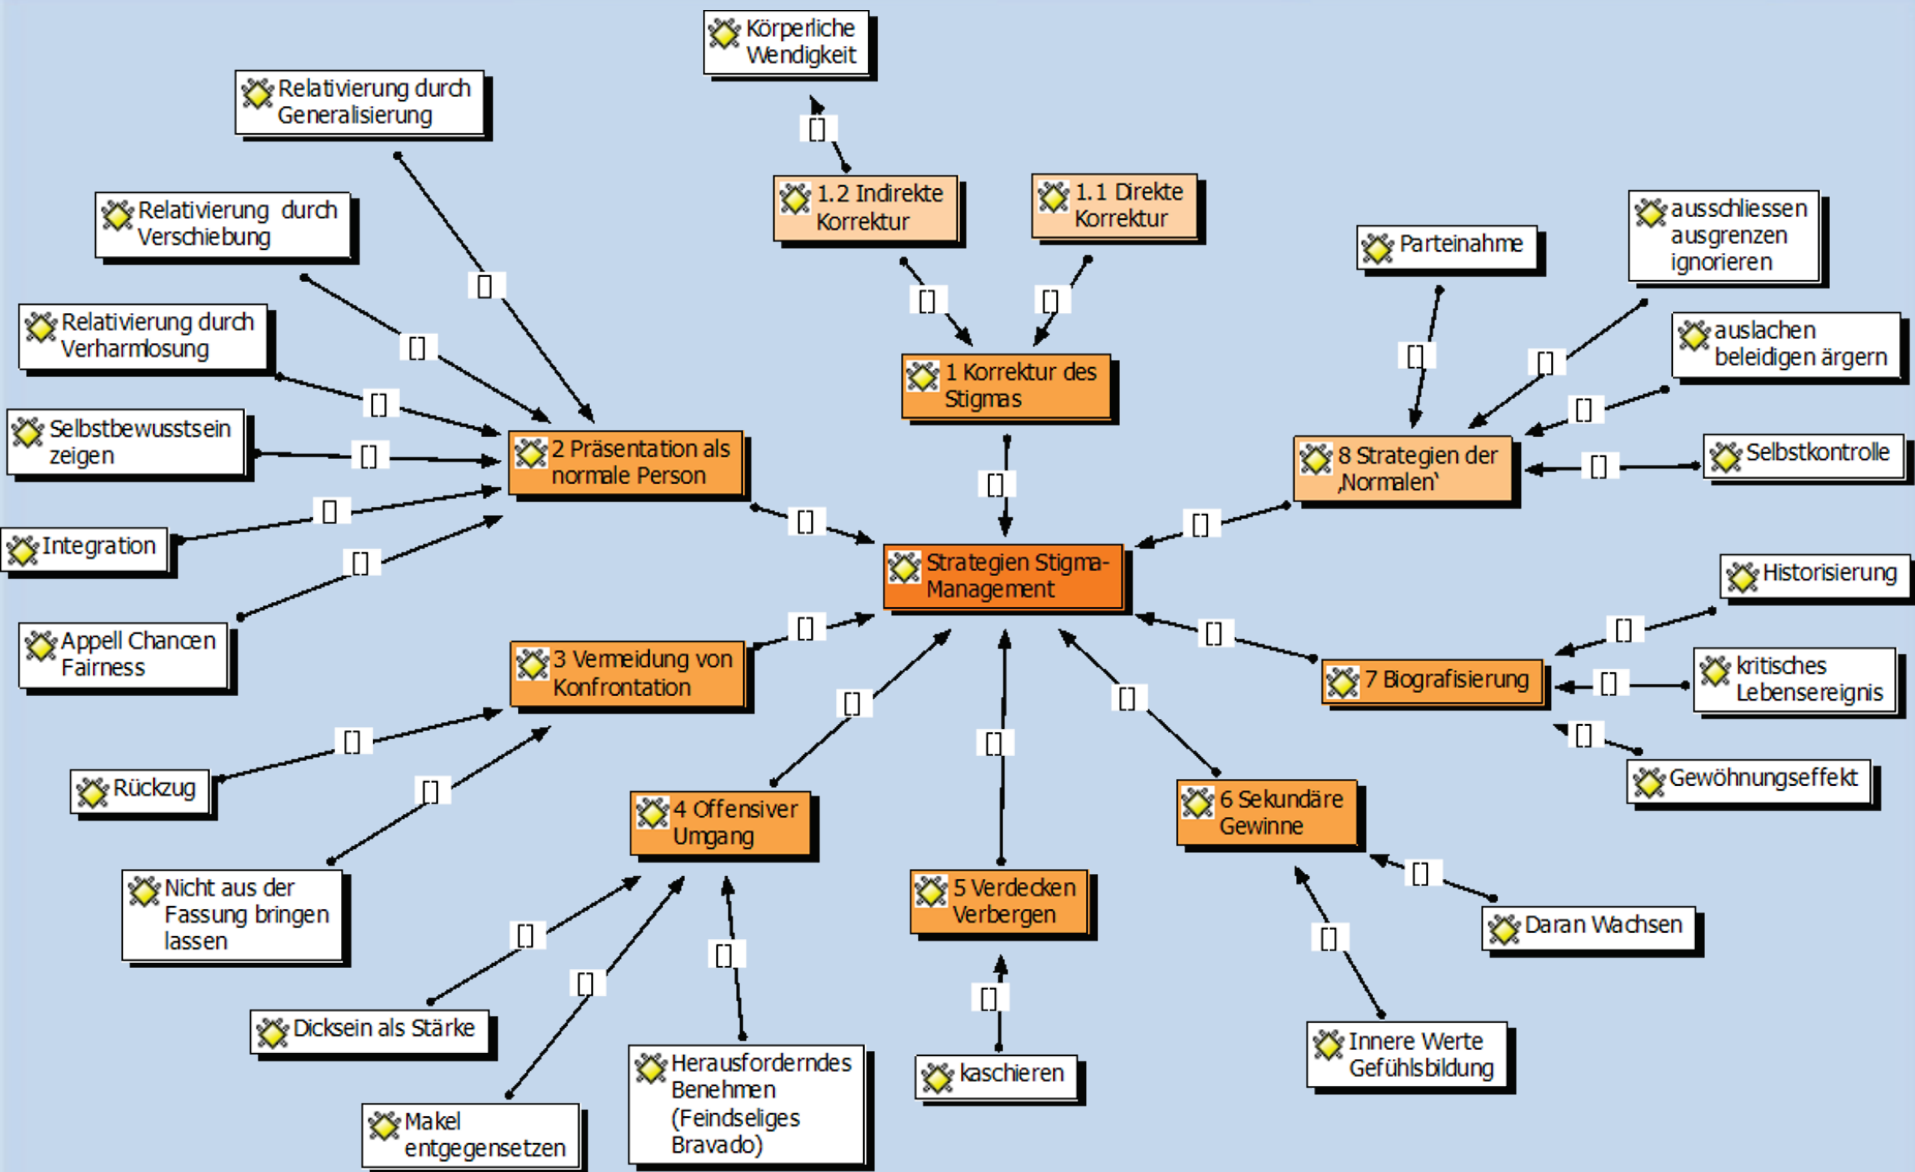 Körperliche
Wendigkeit
Relativierung durch
Generalisierung
1.2 Indirekte
Korrektur
1.1 Direkte
Korrektur
Relativierung durch
Verschiebung
Parteinahme
ausschliessen
ausgrenzen
ignorieren
Relativierung durch
Verharmlosung
auslachen
beleidigen ärgern
1 Korrektur des
Stigmas
Selbstbewusstsein
zeigen
2 Präsentation als
normale Person
8 Strategien der
‚Normalen‘
Selbstkontrolle
Integration
Strategien Stigma-
Management
Historisierung
Appell Chancen
Fairness
3 Vermeidung von
Konfrontation
7 Biografisierung
kritisches
Lebensereignis
Rückzug
Gewöhnungseffekt
4 Offensiver
Umgang
6 Sekundäre
Gewinne
Nicht aus der
Fassung bringen
lassen
5 Verdecken
Verbergen
Daran Wachsen
Dicksein als Stärke
Herausforderndes
Benehmen
(Feindseliges
Bravado)
kaschieren
Innere Werte
Gefühlsbildung
Makel
entgegensetzen